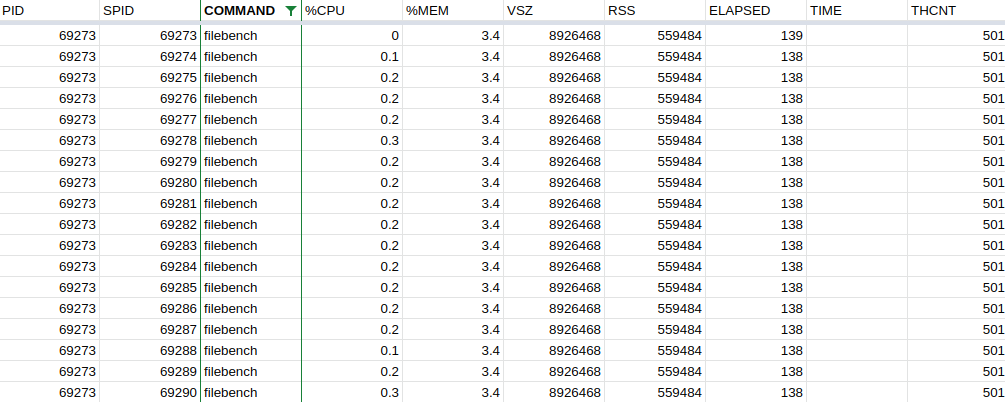 PID SPID COMMAND %CPU %MEM VSZ RSS ELAPSED TIME THCNT
69273 69273 filebench 0 3.4 8926468 559484 139 501
69273 69274 filebench 0.1 3.4 8926468 559484 138 501
69273 69275 filebench 0.2 3.4 8926468 559484 138 501
69273 69276 filebench 0.2 3.4 8926468 559484 138 501
69273 69277 filebench 0.2 3.4 8926468 559484 138 501
69273 69278 filebench 0.3 3.4 8926468 559484 138 501
69273 69279 filebench 0.2 3.4 8926468 559484 138 501
69273 69280 filebench 0.2 3.4 8926468 559484 138 501
69273 69281 filebench 0.2 3.4 8926468 559484 138 501
69273 69282 filebench 0.2 3.4 8926468 559484 138 501
69273 69283 filebench 0.2 3.4 8926468 559484 138 501
69273 69284 filebench 0.2 3.4 8926468 559484 138 501
69273 69285 filebench 0.2 3.4 8926468 559484 138 501
69273 69286 filebench 0.2 3.4 8926468 559484 138 501
69273 69287 filebench 0.2 3.4 8926468 559484 138 501
69273 69288 filebench 0.1 3.4 8926468 559484 138 501
69273 69289 filebench 0.2 3.4 8926468 559484 138 501
69273 69290 filebench 0.3 3.4 8926468 559484 138 501